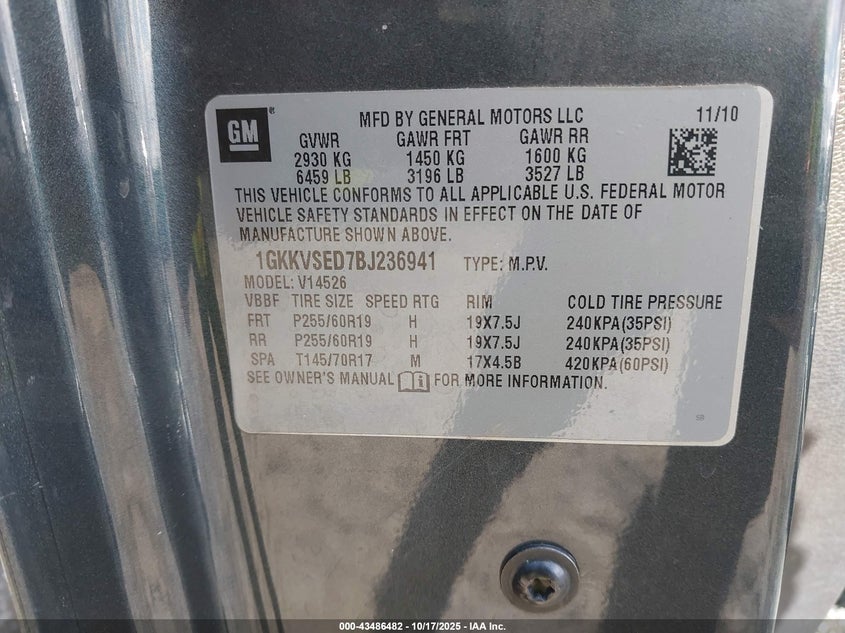 GM
MFD BY GENERAL MOTORS LLC 11/10
GVWR GAWR FRT GAWR RR
2930 KG 1450 KG 1600 KG
6459 LB 3196 LB 3527 LB
THIS VEHICLE CONFORMS TO ALL APPLICABLE U.S. FEDERAL MOTOR
VEHICLE SAFETY STANDARDS IN EFFECT ON THE DATE OF
MANUFACTURE SHOWN ABOVE.
1GKKVSED7BJ236941 TYPE: M.P.V.
MODEL: V14526
VBBF TIRE SIZE SPEED RTG RIM COLD TIRE PRESSURE
FRT P255/60R19 H 19X7.5J 240KPA(35PSI)
RR P255/60R19 H 19X7.5J 240KPA(35PSI)
SPA T145/70R17 M 17X4.5B 420KPA(60PSI)
SEE OWNER'S MANUAL FOR MORE INFORMATION.
SB
000-43486482 | 10/17/2025 - IAA Inc.